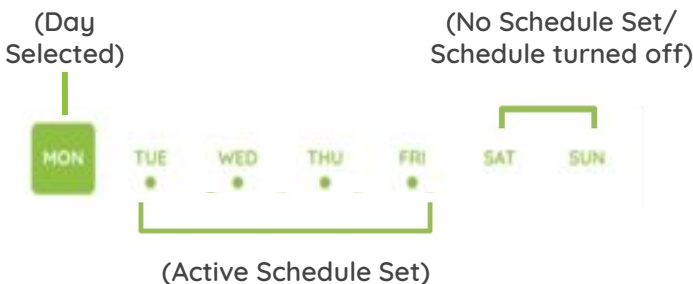 (Day
Selected)
(No Schedule Set/
Schedule turned off)
MON TUE WED THU FRI SAT SUN
(Active Schedule Set)